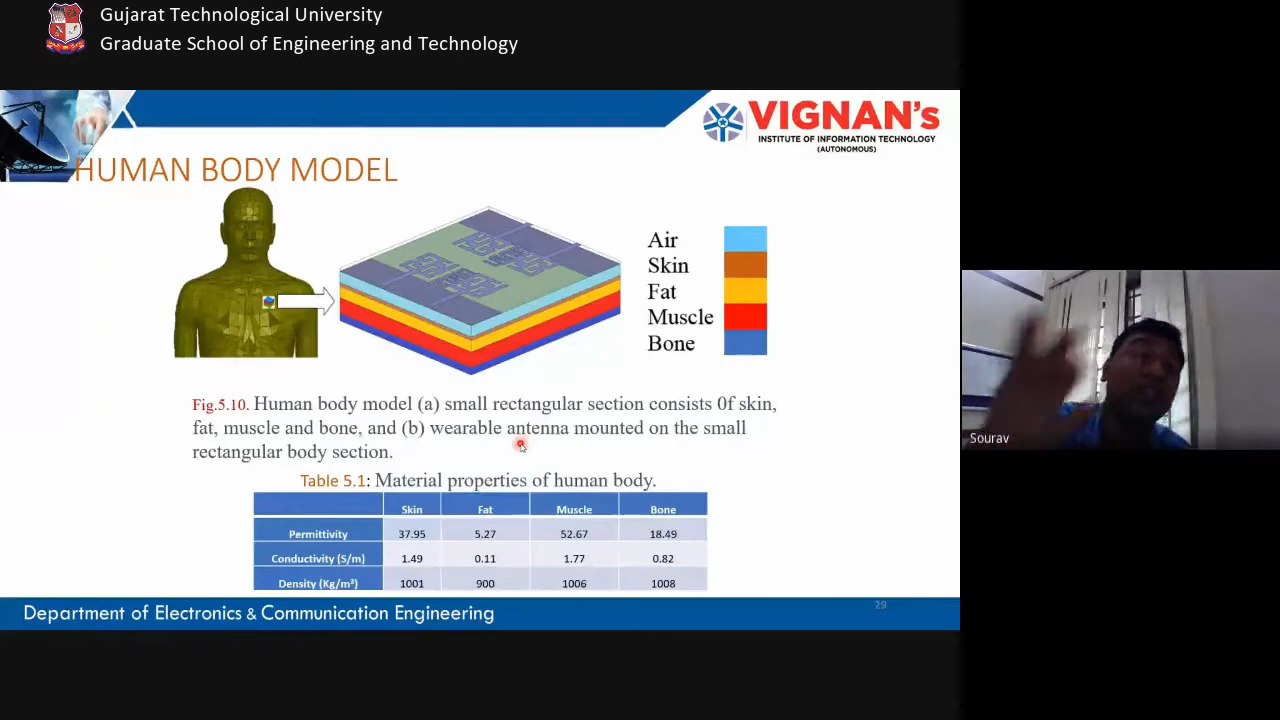 Gujarat Technological University
Graduate School of Engineering and Technology
VIGNAN's
INSTITUTE OF INFORMATION TECHNOLOGY
(AUTONOMOUS)
HUMAN BODY MODEL
Air
Skin
Fat
Muscle
Bone
Fig.5.10. Human body model (a) small rectangular section consists 0f skin,
fat, muscle and bone, and (b) wearable antenna mounted on the small
rectangular body section.
Table 5.1: Material properties of human body.
Skin Fat Muscle Bone
Permittivity 37.95 5.27 52.67 18.49
Conductivity (S/m) 1.49 0.11 1.77 0.82
Density (Kg/m³) 1001 900 1006 1008
Department of Electronics & Communication Engineering
29
Sourav